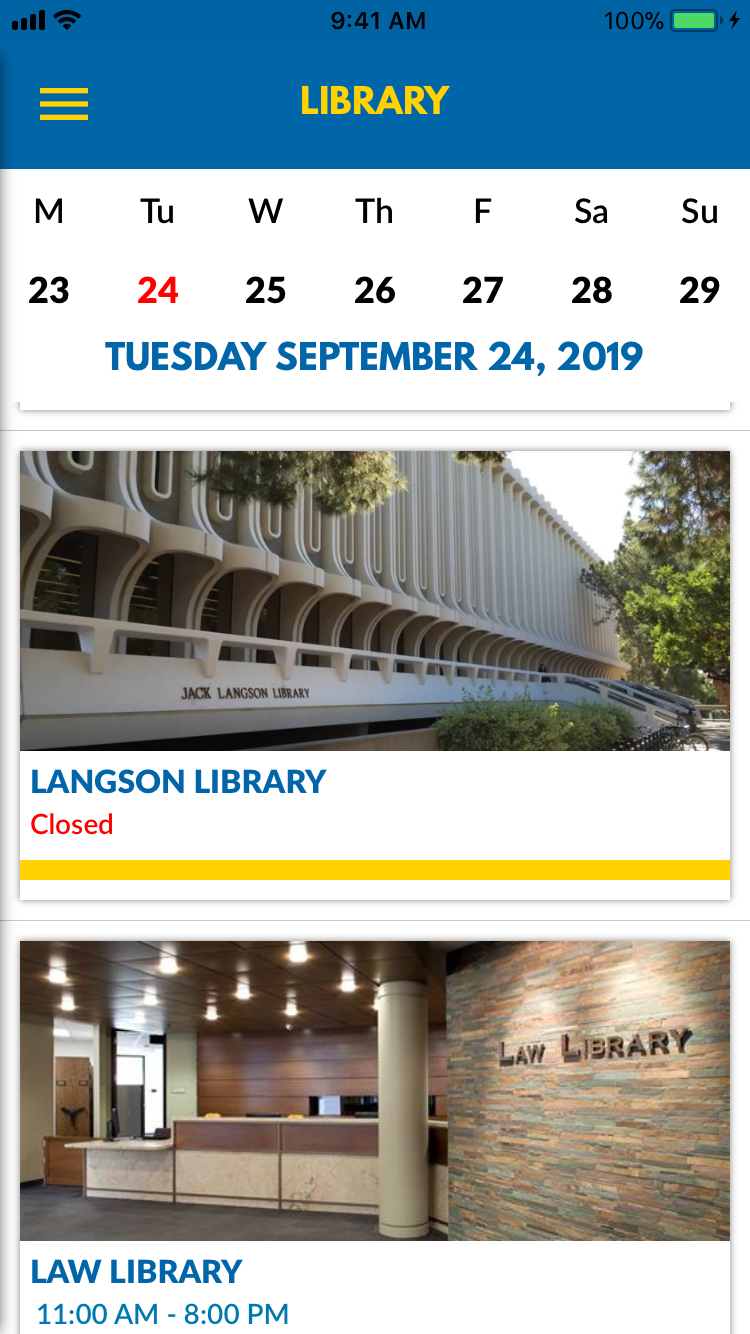 9:41 AM 100%
LIBRARY
M Tu W Th F Sa Su
23 24 25 26 27 28 29
TUESDAY SEPTEMBER 24, 2019
JACK LANGSON LIBRARY
LANGSON LIBRARY
Closed
LAW LIBRARY
LAW LIBRARY
11:00 AM - 8:00 PM